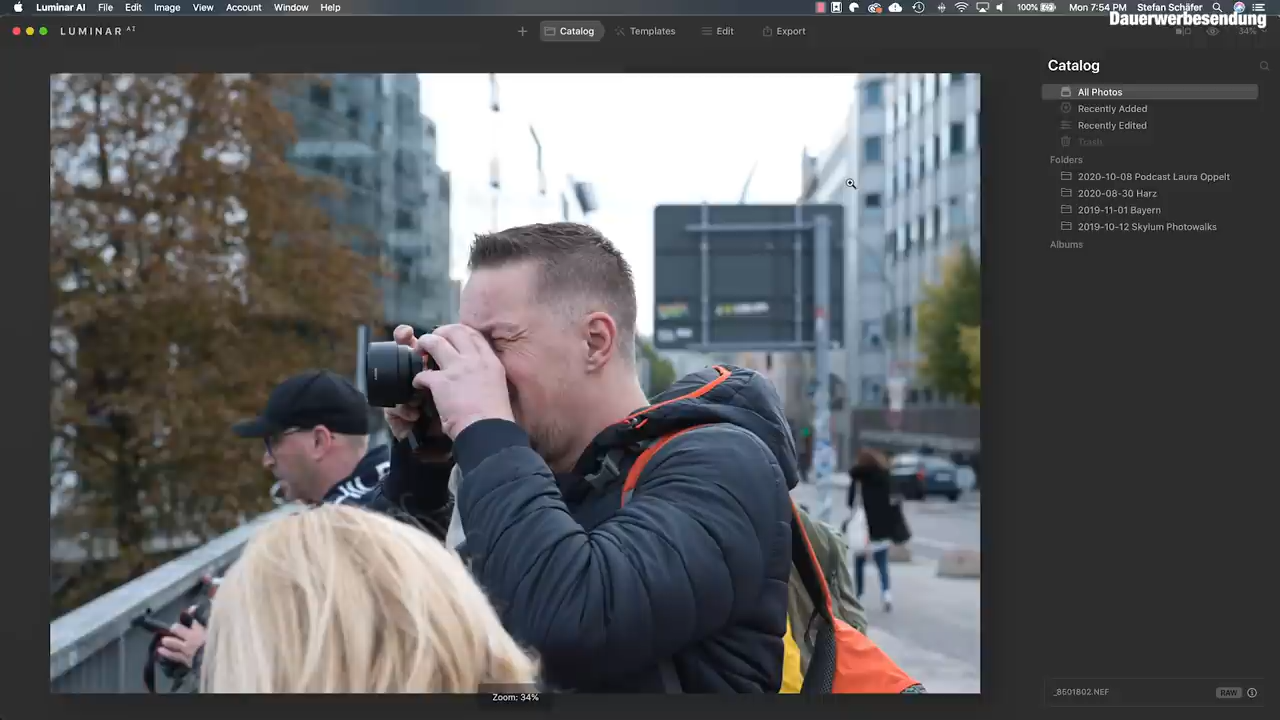 Luminar AI File Edit Image View Account Window Help 100% Mon 7:54 PM Stefan Schäfer
Dauerwerbesendung
LUMINAR AI Catalog Templates Edit Export 34%
Catalog
All Photos
Recently Added
Recently Edited
Trash
Folders
2020-10-08 Podcast Laura Oppelt
2020-08-30 Harz
2019-11-01 Bayern
2019-10-12 Skylum Photowalks
Albums
_8501802.NEF RAW
Zoom: 34%